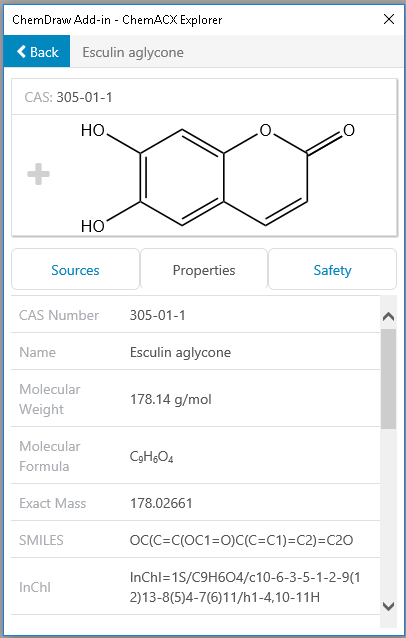 ChemDraw Add-in - ChemACX Explorer
Back Esculin aglycone
CAS: 305-01-1
HO
O
O
HO
Sources Properties Safety
CAS Number 305-01-1
Name Esculin aglycone
Molecular
Weight
178.14 g/mol
Molecular
Formula
C₉H₆O₄
Exact Mass 178.02661
SMILES OC(C=C(OC1=O)C(C=C1)=C2)=C2O
InChI
InChI=1S/C9H6O4/c10-6-3-5-1-2-9(1
2)13-8(5)4-7(6)11/h1-4,10-11H